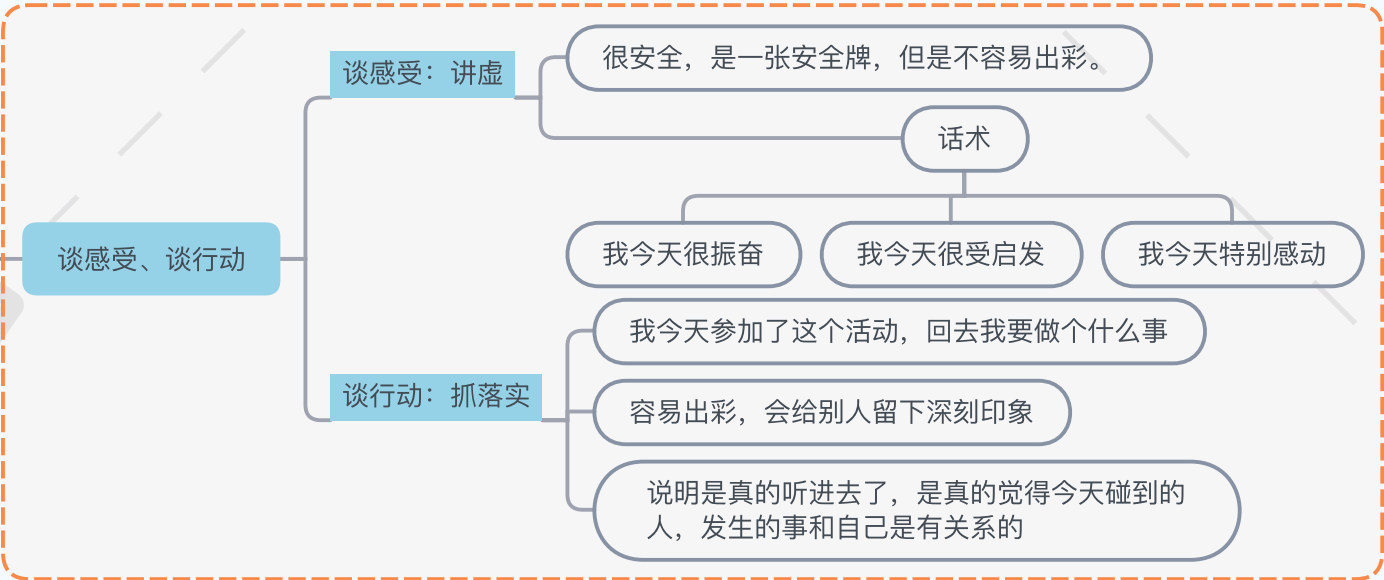 谈感受、谈行动
谈感受：讲虚
很安全，是一张安全牌，但是不容易出彩。
话术
我今天很振奋
我今天很受启发
我今天特别感动
谈行动：抓落实
我今天参加了这个活动，回去我要做个什么事
容易出彩，会给别人留下深刻印象
说明是真的听进去了，是真的觉得今天碰到的
人，发生的事和自己是有关系的